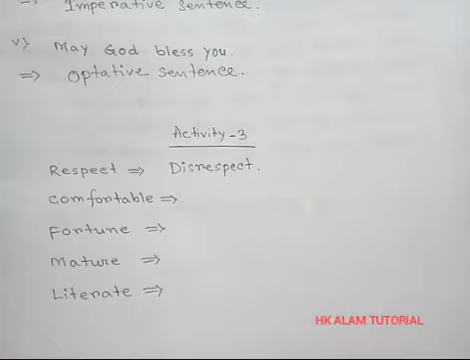 => Imperative Sentence.
v) May God bless you.
=> Optative sentence.
Activity-3
Respect => Disrespect.
Comfortable =>
Fortune =>
Mature =>
Literate =>
HK ALAM TUTORIAL